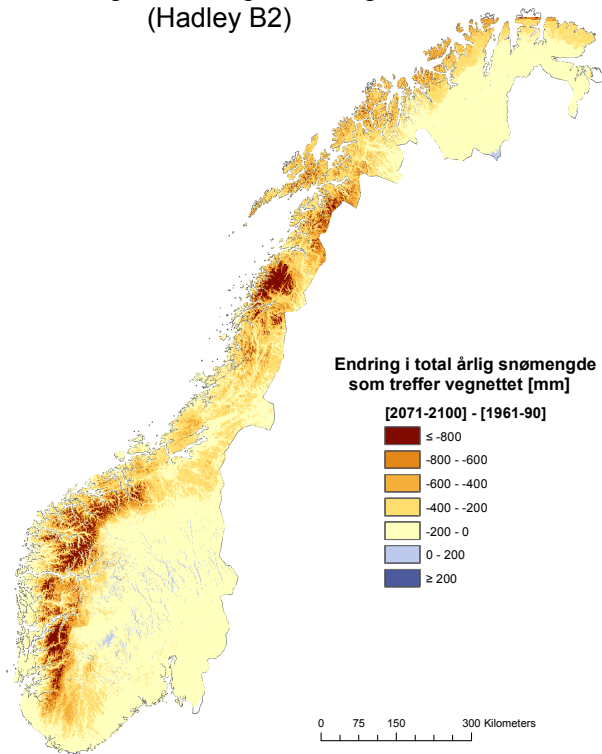 (Hadley B2)
Endring i total årlig snømengde
som treffer vegnettet [mm]
[2071-2100] - [1961-90]
≤ -800
-800 - -600
-600 - -400
-400 - -200
-200 - 0
0 - 200
≥ 200
0 75 150 300 Kilometers